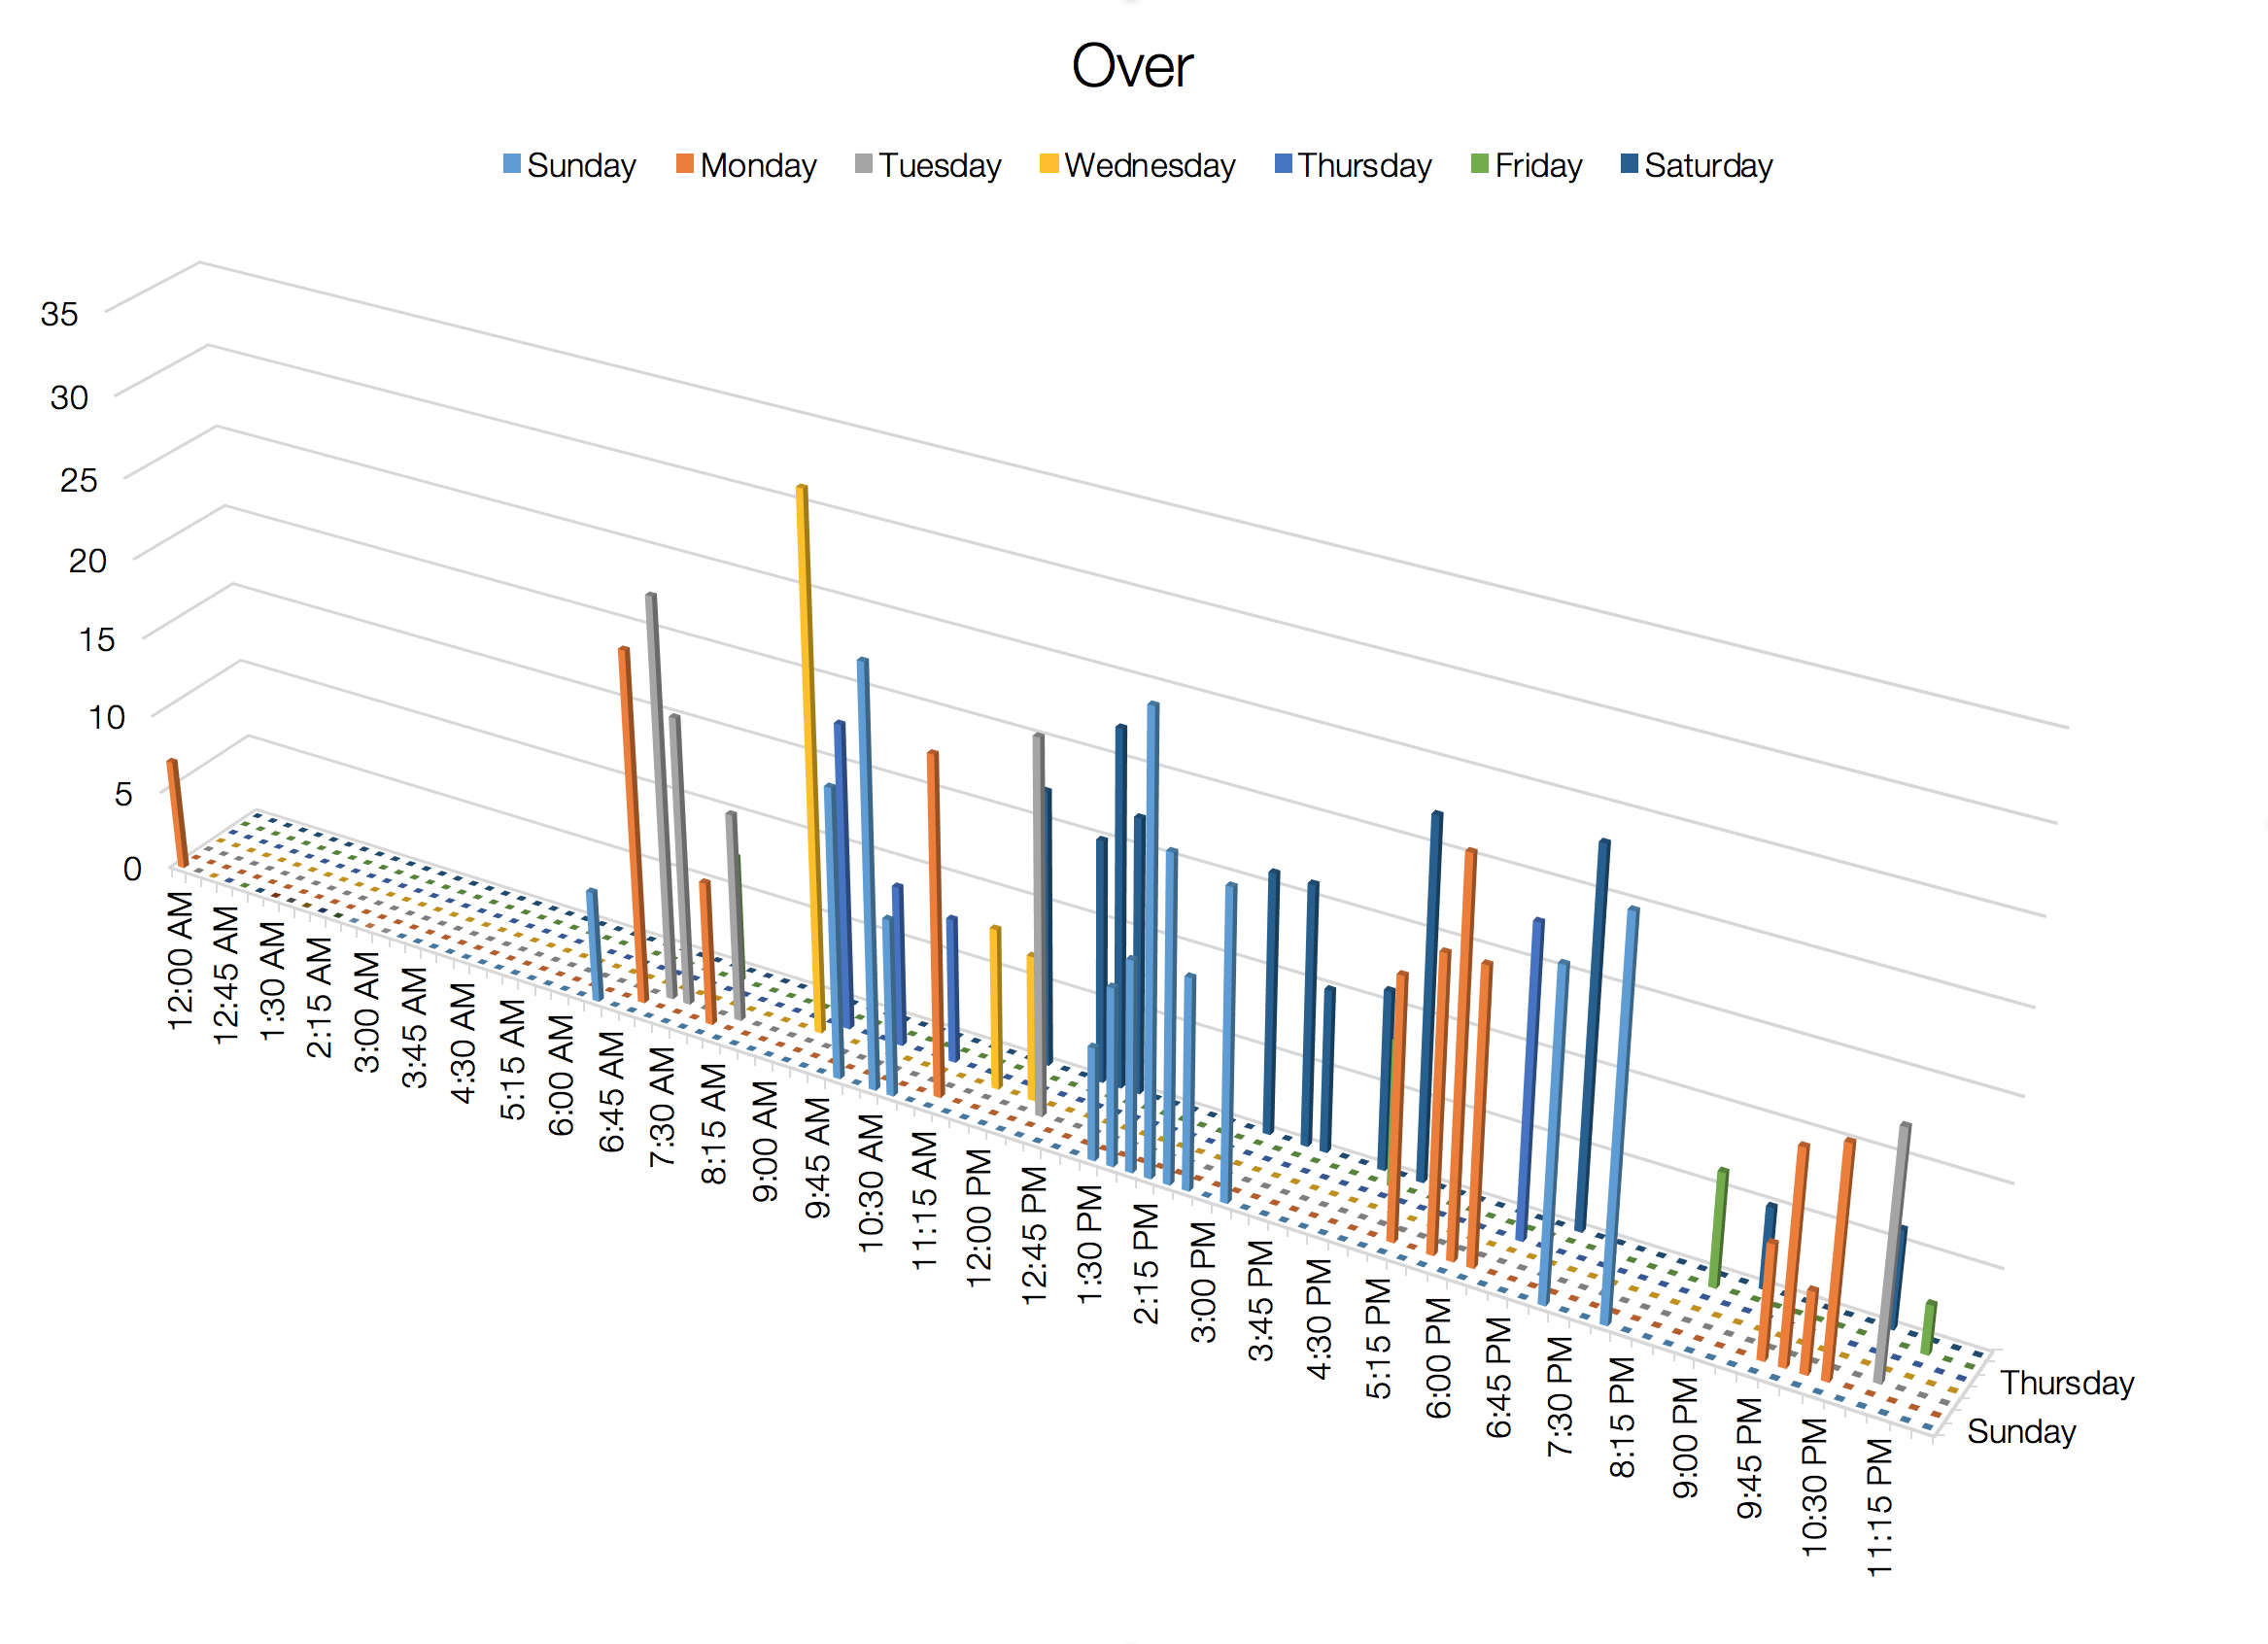 Over
Sunday Monday Tuesday Wednesday Thursday Friday Saturday
35
30
25
20
15
10
5
0
12:00 AM
12:45 AM
1:30 AM
2:15 AM
3:00 AM
3:45 AM
4:30 AM
5:15 AM
6:00 AM
6:45 AM
7:30 AM
8:15 AM
9:00 AM
9:45 AM
10:30 AM
11:15 AM
12:00 PM
12:45 PM
1:30 PM
2:15 PM
3:00 PM
3:45 PM
4:30 PM
5:15 PM
6:00 PM
6:45 PM
7:30 PM
8:15 PM
9:00 PM
9:45 PM
10:30 PM
11:15 PM
Thursday
Sunday